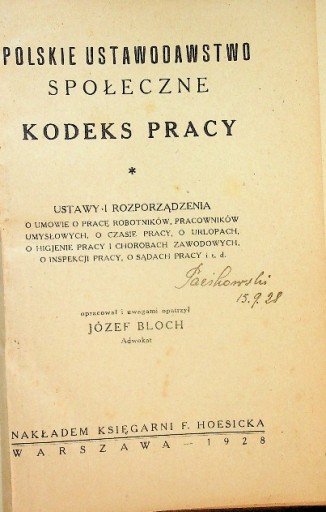 POLSKIE USTAWODAWSTWO
SPOŁECZNE
KODEKS PRACY
*
USTAWY I ROZPORZĄDZENIA
O UMOWIE O PRACĘ ROBOTNIKÓW, PRACOWNIKÓW
UMYSŁOWYCH, O CZASIE PRACY, O URLOPACH,
O HIGJENIE PRACY I CHOROBACH ZAWODOWYCH,
O INSPEKCJI PRACY, O SĄDACH PRACY i t. d.
15.9.28
opracował i uwagami opatrzył
JÓZEF BLOCH
Adwokat
NAKŁADEM KSIĘGARNI F. HOESICKA
WARSZAWA—1928